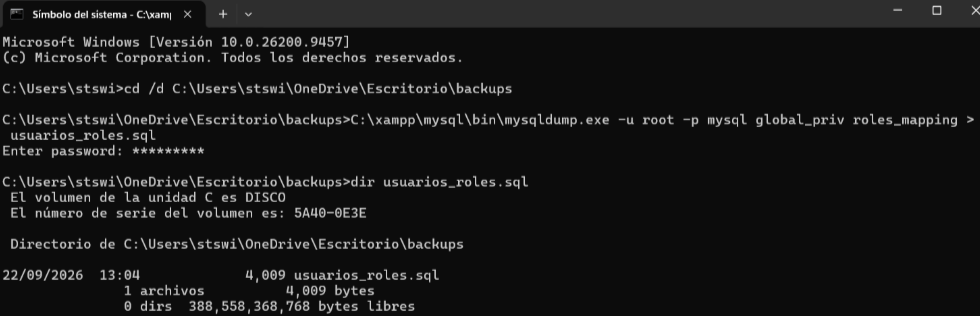 Símbolo del sistema - C:\xam
Microsoft Windows [Versión 10.0.26200.9457]
(c) Microsoft Corporation. Todos los derechos reservados.
C:\Users\stswi>cd /d C:\Users\stswi\OneDrive\Escritorio\backups
C:\Users\stswi\OneDrive\Escritorio\backups>C:\xampp\mysql\bin\mysqldump.exe -u root -p mysql global_priv roles_mapping >
usuarios_roles.sql
Enter password: *********
C:\Users\stswi\OneDrive\Escritorio\backups>dir usuarios_roles.sql
El volumen de la unidad C es DISCO
El número de serie del volumen es: 5A40-0E3E
Directorio de C:\Users\stswi\OneDrive\Escritorio\backups
22/09/2026  13:04             4,009 usuarios_roles.sql
1 archivos          4,009 bytes
0 dirs  388,558,368,768 bytes libres